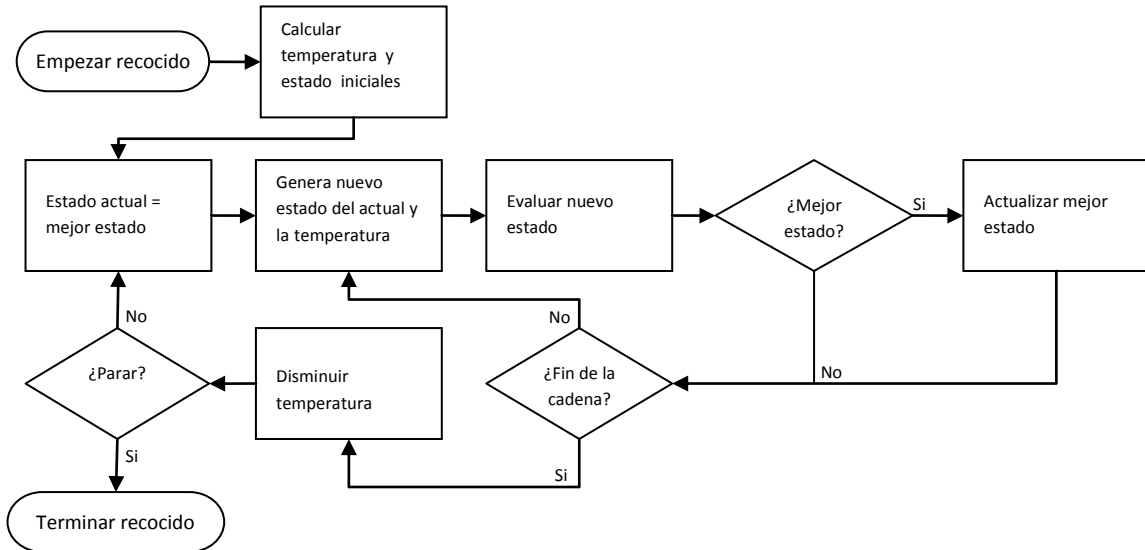 Empezar recocido
Calcular
temperatura y
estado iniciales
Estado actual =
mejor estado
Genera nuevo
estado del actual y
la temperatura
Evaluar nuevo
estado
¿Mejor
estado?
Si
Actualizar mejor
estado
No
No
No
¿Parar?
Disminuir
temperatura
¿Fin de la
cadena?
Si
Si
Terminar recocido